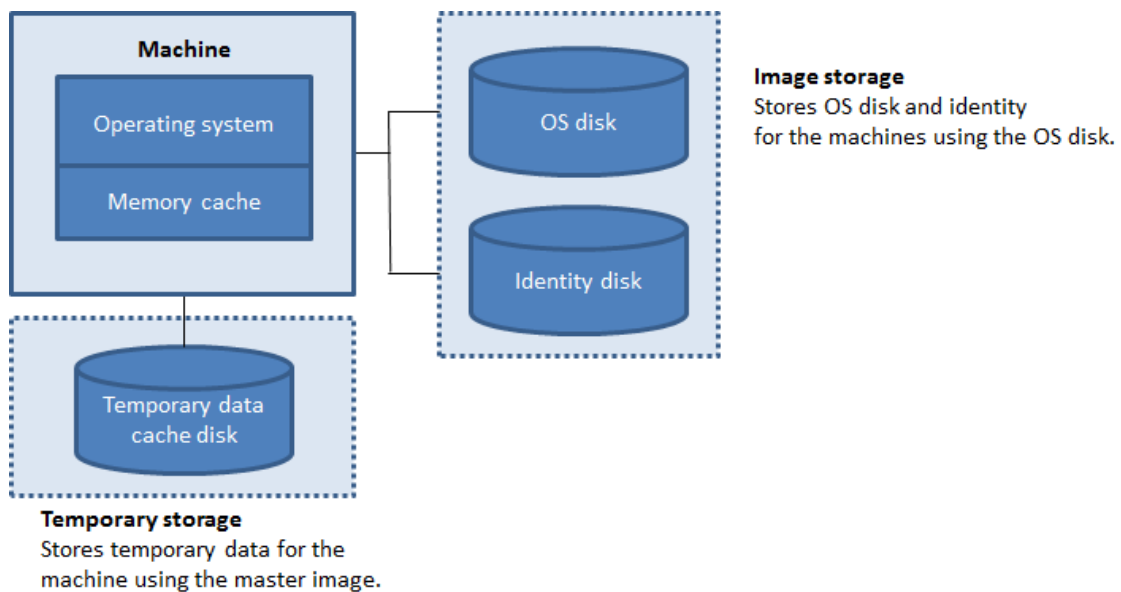 Machine
Operating system
Memory cache
OS disk
Identity disk
Image storage
Stores OS disk and identity
for the machines using the OS disk.
Temporary data
cache disk
Temporary storage
Stores temporary data for the
machine using the master image.